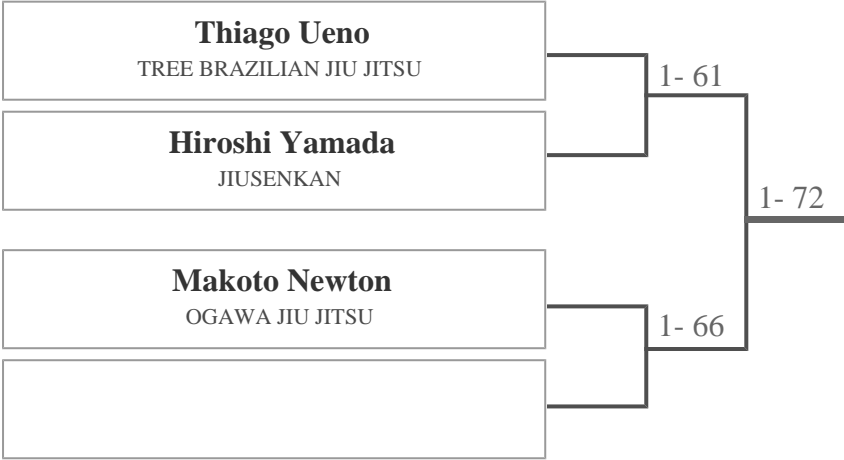 Thiago Ueno
TREE BRAZILIAN JIU JITSU
1- 61
Hiroshi Yamada
JIUSENKAN
1- 72
Makoto Newton
OGAWA JIU JITSU
1- 66